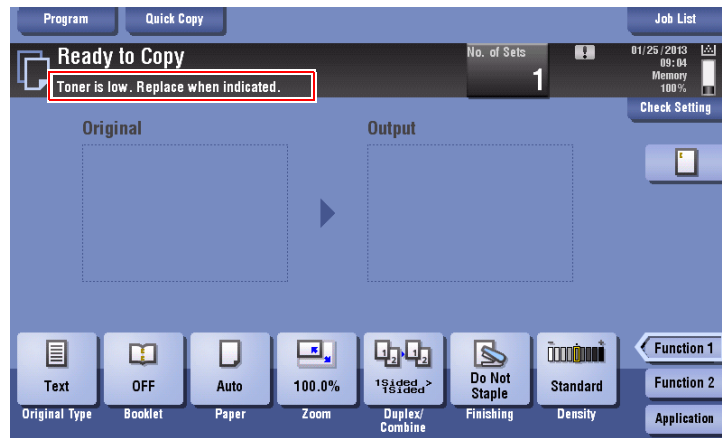 Program
Quick Copy
Job List
Ready to Copy
Toner is low. Replace when indicated.
No. of Sets
1
01/25/2013
09:04
Memory
100%
Check Setting
Original
Output
Text
OFF
Auto
100.0%
1Sided >
1Sided
Do Not
Staple
Standard
Original Type
Booklet
Paper
Zoom
Duplex/
Combine
Finishing
Density
Function 1
Function 2
Application